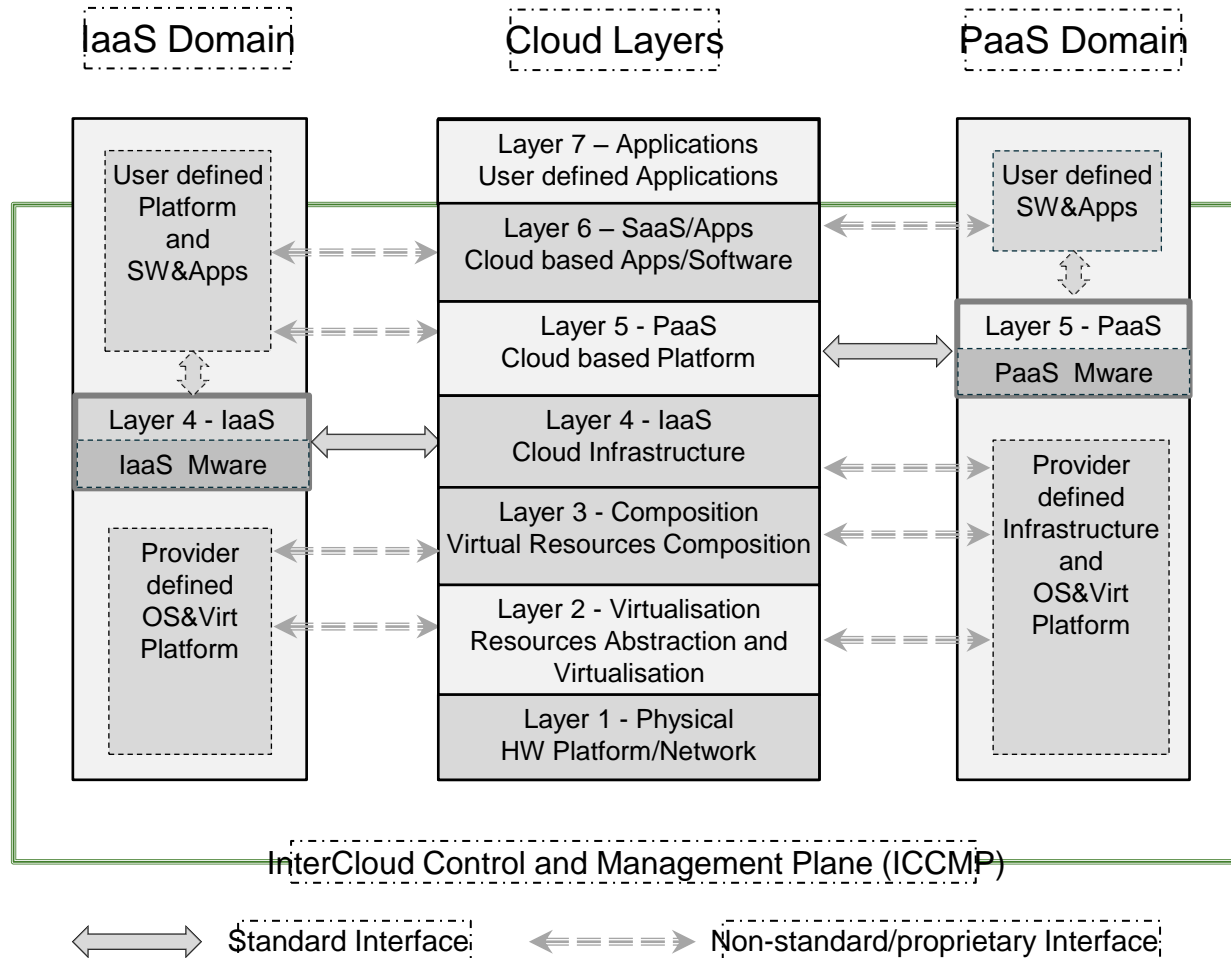 IaaS Domain
Cloud Layers
PaaS Domain
User defined
Platform
and
SW&Apps
Layer 4 - IaaS
IaaS Mware
Provider
defined
OS&Virt
Platform
Layer 7 – Applications
User defined Applications
Layer 6 – SaaS/Apps
Cloud based Apps/Software
Layer 5 - PaaS
Cloud based Platform
Layer 4 - IaaS
Cloud Infrastructure
Layer 3 - Composition
Virtual Resources Composition
Layer 2 - Virtualisation
Resources Abstraction and
Virtualisation
Layer 1 - Physical
HW Platform/Network
User defined
SW&Apps
Layer 5 - PaaS
PaaS Mware
Provider
defined
Infrastructure
and
OS&Virt
Platform
InterCloud Control and Management Plane (ICCMP)
Standard Interface
Non-standard/proprietary Interface